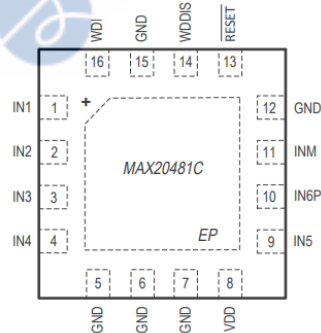 WDI GND WDDIS RESET
16 15 14 13
IN1 1 + 12 GND
IN2 2 MAX20481C 11 INM
IN3 3 10 IN6P
IN4 4 EP 9 IN5
5 6 7 8
GND GND GND VDD